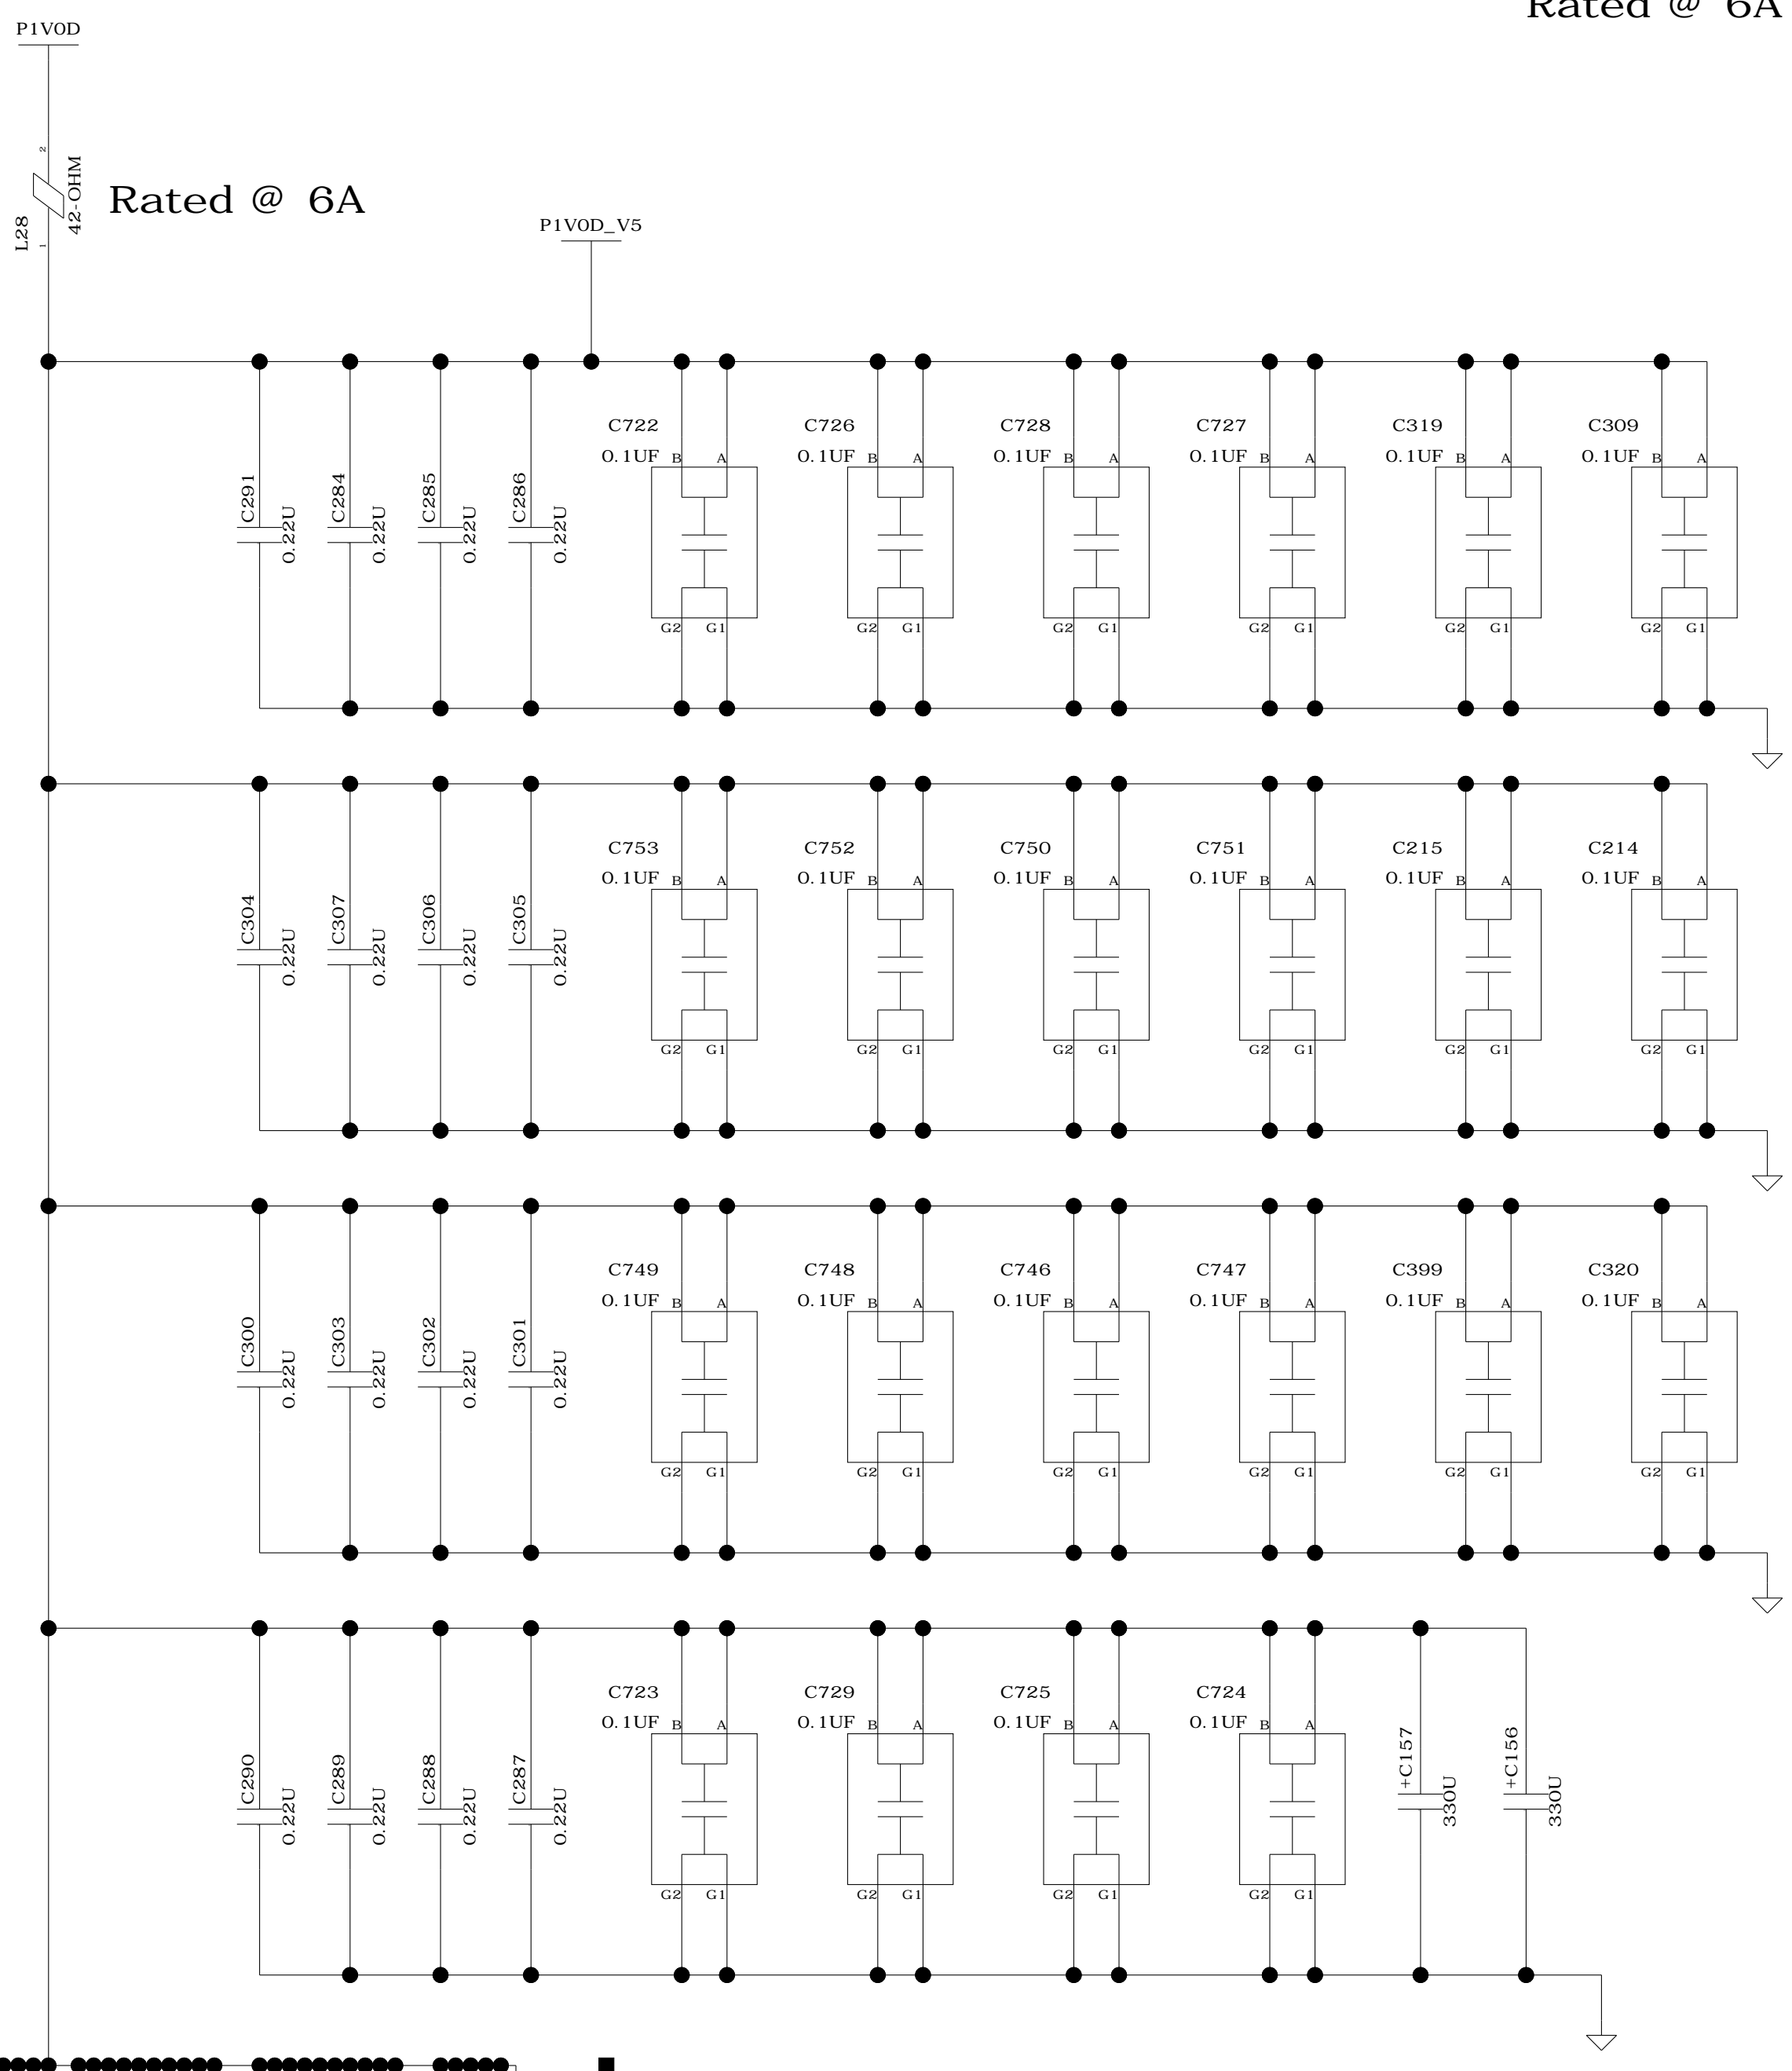 Rated @ 6A
P1V0D
2
42-OHM
L28
1
Rated @ 6A
P1V0D_V5
C722 C726 C728 C727 C319 C309
0.1UF B A 0.1UF B A 0.1UF B A 0.1UF B A 0.1UF B A 0.1UF B A
C291 C284 C285 C286
0.22U 0.22U 0.22U 0.22U
G2 G1 G2 G1 G2 G1 G2 G1 G2 G1 G2 G1
C753 C752 C750 C751 C215 C214
0.1UF B A 0.1UF B A 0.1UF B A 0.1UF B A 0.1UF B A 0.1UF B A
C304 C307 C306 C305
0.22U 0.22U 0.22U 0.22U
G2 G1 G2 G1 G2 G1 G2 G1 G2 G1 G2 G1
C749 C748 C746 C747 C399 C320
0.1UF B A 0.1UF B A 0.1UF B A 0.1UF B A 0.1UF B A 0.1UF B A
C300 C303 C302 C301
0.22U 0.22U 0.22U 0.22U
G2 G1 G2 G1 G2 G1 G2 G1 G2 G1 G2 G1
C723 C729 C725 C724
0.1UF B A 0.1UF B A 0.1UF B A 0.1UF B A
+C157 +C156
330U 330U
C290 C289 C288 C287
0.22U 0.22U 0.22U 0.22U
G2 G1 G2 G1 G2 G1 G2 G1